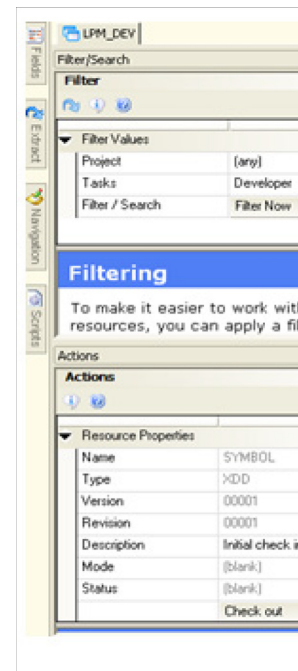 LPM_DEV
Fields
Extract
Navigation
Scripts
Filter/Search
Filter
Filter Values
Project (any)
Tasks Developer
Filter / Search Filter Now
Filtering
To make it easier to work with
resources, you can apply a
Actions
Actions
Resource Properties
Name SYMBOL
Type XDD
Version 00001
Revision 00001
Description Initial check
Mode (blank)
Status (blank)
Check out